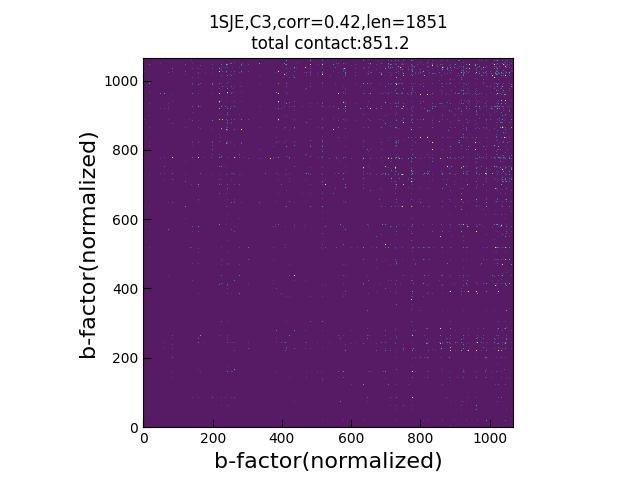 1SJE,C3,corr=0.42,len=1851
total contact:851.2
1000
800
600
400
200
0
b-factor(normalized)
0 200 400 600 800 1000
b-factor(normalized)